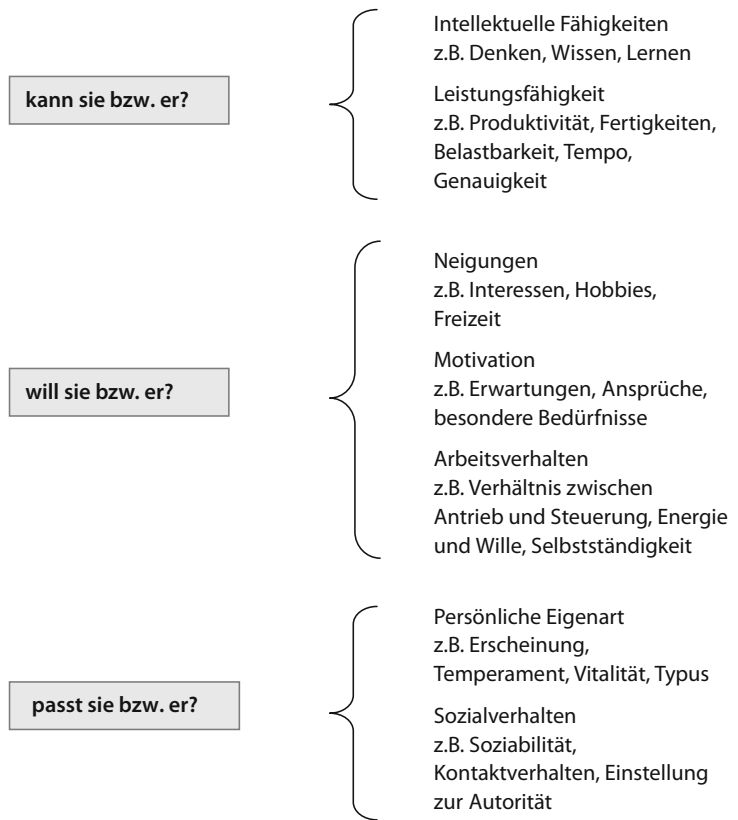 kann sie bzw. er?
Intellektuelle Fähigkeiten
z.B. Denken, Wissen, Lernen
Leistungsfähigkeit
z.B. Produktivität, Fertigkeiten,
Belastbarkeit, Tempo,
Genauigkeit
will sie bzw. er?
Neigungen
z.B. Interessen, Hobbies,
Freizeit
Motivation
z.B. Erwartungen, Ansprüche,
besondere Bedürfnisse
Arbeitsverhalten
z.B. Verhältnis zwischen
Antrieb und Steuerung, Energie
und Wille, Selbstständigkeit
passt sie bzw. er?
Persönliche Eigenart
z.B. Erscheinung,
Temperament, Vitalität, Typus
Sozialverhalten
z.B. Soziabilität,
Kontaktverhalten, Einstellung
zur Autorität